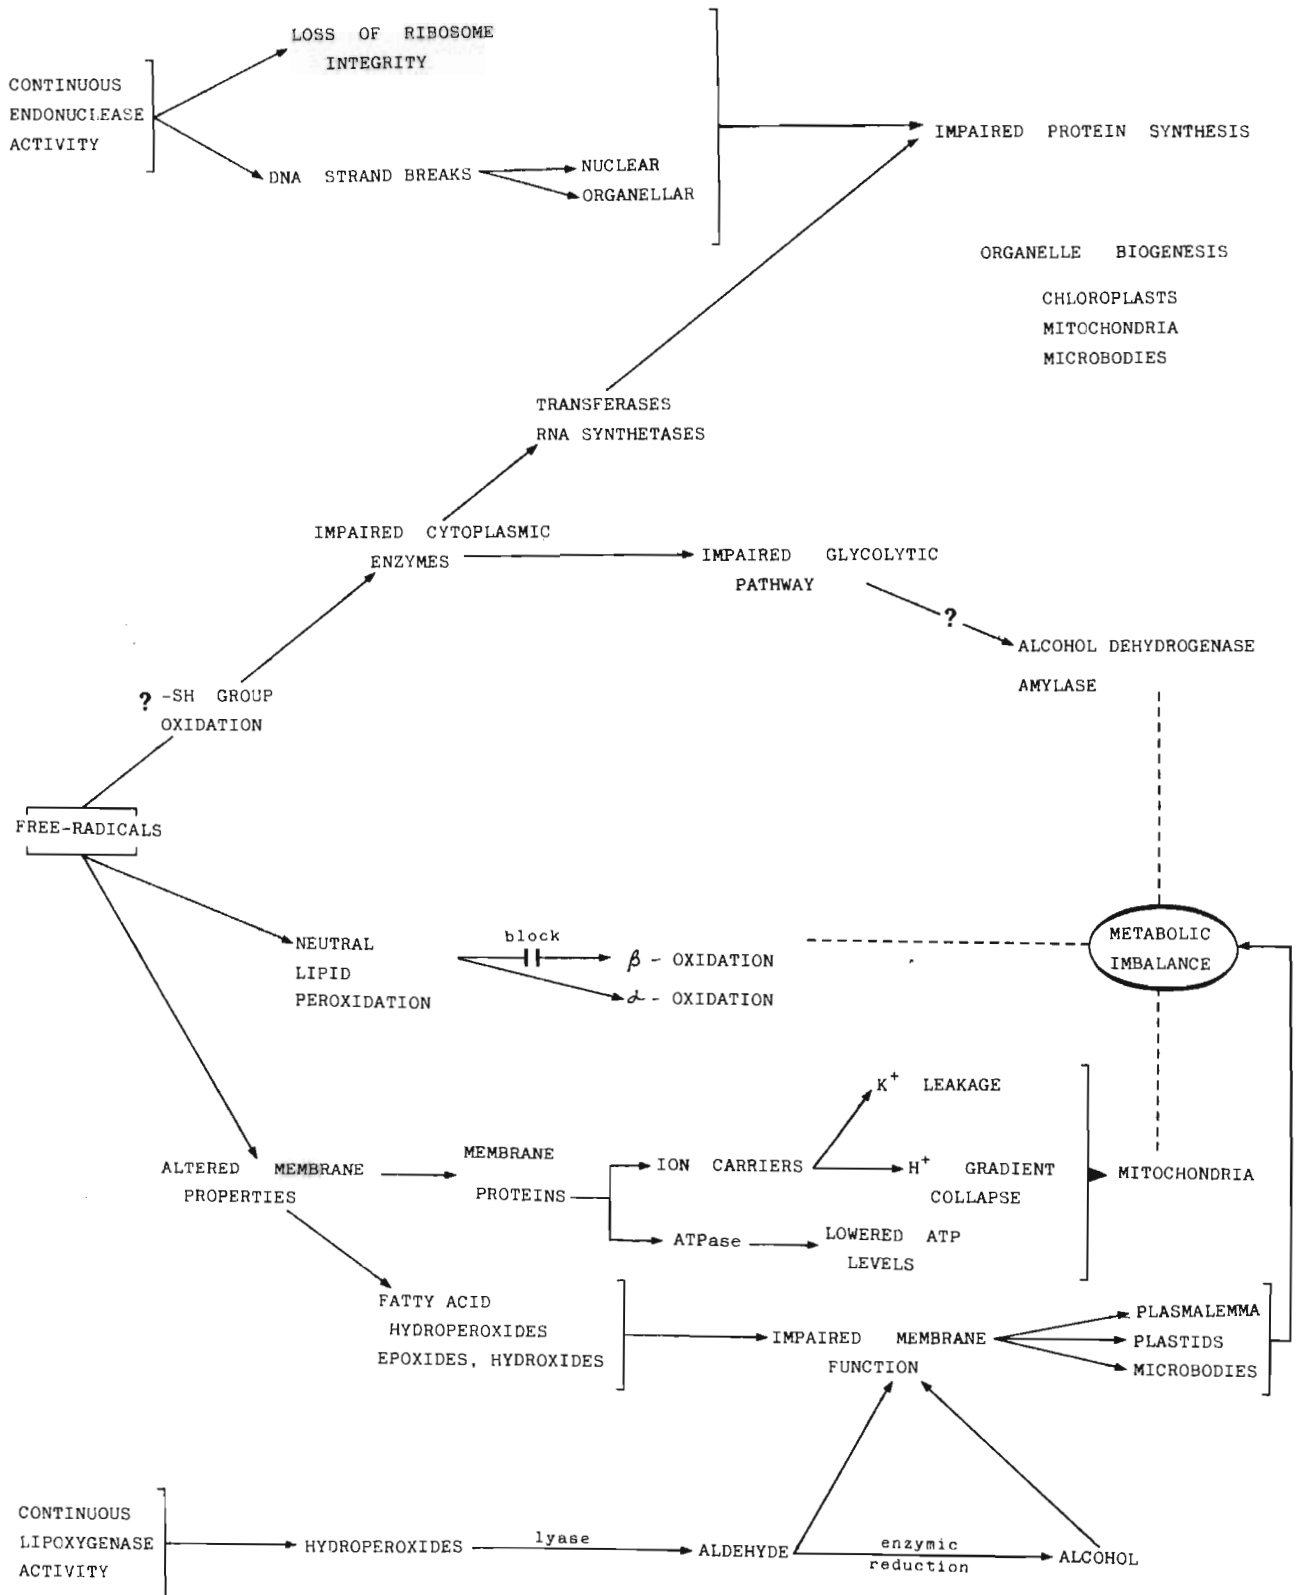 LOSS OF RIBOSOME
INTEGRITY
CONTINUOUS
ENDONUCLEASE
ACTIVITY
DNA STRAND BREAKS
NUCLEAR
ORGANELLAR
IMPAIRED PROTEIN SYNTHESIS
ORGANELLE BIOGENESIS
CHLOROPLASTS
MITOCHONDRIA
MICROBODIES
TRANSFERASES
RNA SYNTHETASES
IMPAIRED CYTOPLASMIC
ENZYMES
IMPAIRED GLYCOLYTIC
PATHWAY
?
ALCOHOL DEHYDROGENASE
AMYLASE
? -SH GROUP
OXIDATION
FREE-RADICALS
NEUTRAL
LIPID
PEROXIDATION
block
β - OXIDATION
α - OXIDATION
METABOLIC
IMBALANCE
ALTERED MEMBRANE
PROPERTIES
MEMBRANE
PROTEINS
ION CARRIERS
K+ LEAKAGE
H+ GRADIENT
COLLAPSE
ATPase
LOWERED ATP
LEVELS
MITOCHONDRIA
FATTY ACID
HYDROPEROXIDES
EPOXIDES, HYDROXIDES
IMPAIRED MEMBRANE
FUNCTION
PLASMALEMMA
PLASTIDS
MICROBODIES
CONTINUOUS
LIPOXYGENASE
ACTIVITY
HYDROPEROXIDES
lyase
ALDEHYDE
enzymic
reduction
ALCOHOL